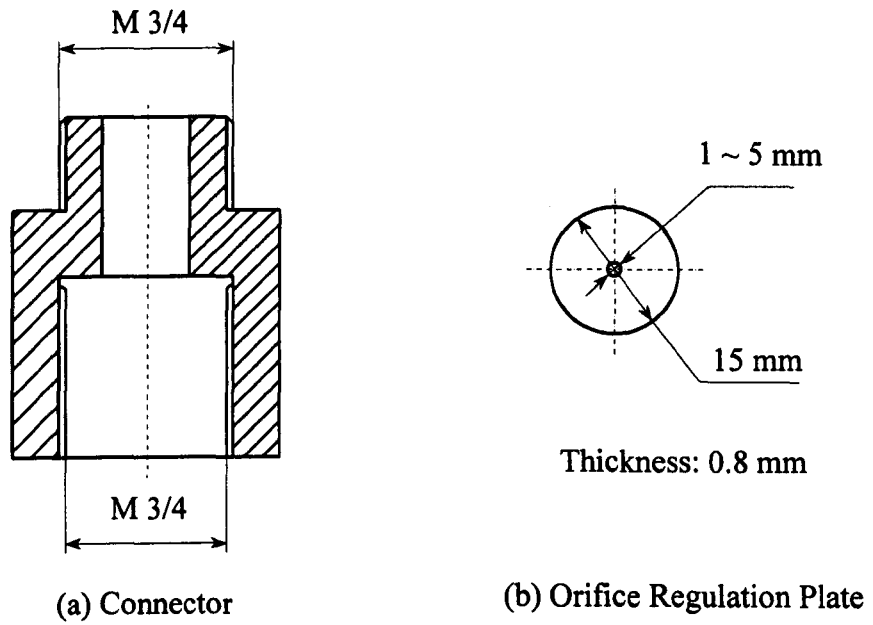 M 3/4
1 ~ 5 mm
15 mm
Thickness: 0.8 mm
M 3/4
(a) Connector
(b) Orifice Regulation Plate